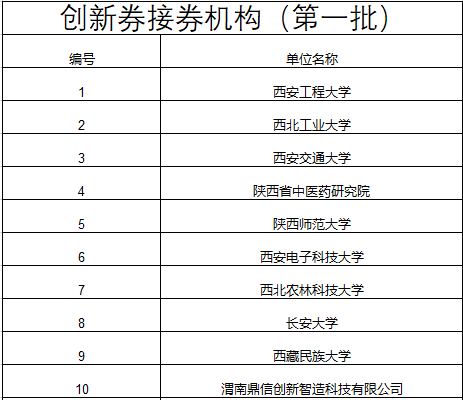 创新券接券机构（第一批）
编号 单位名称
1 西安工程大学
2 西北工业大学
3 西安交通大学
4 陕西省中医药研究院
5 陕西师范大学
6 西安电子科技大学
7 西北农林科技大学
8 长安大学
9 西藏民族大学
10 渭南鼎信创新智造科技有限公司